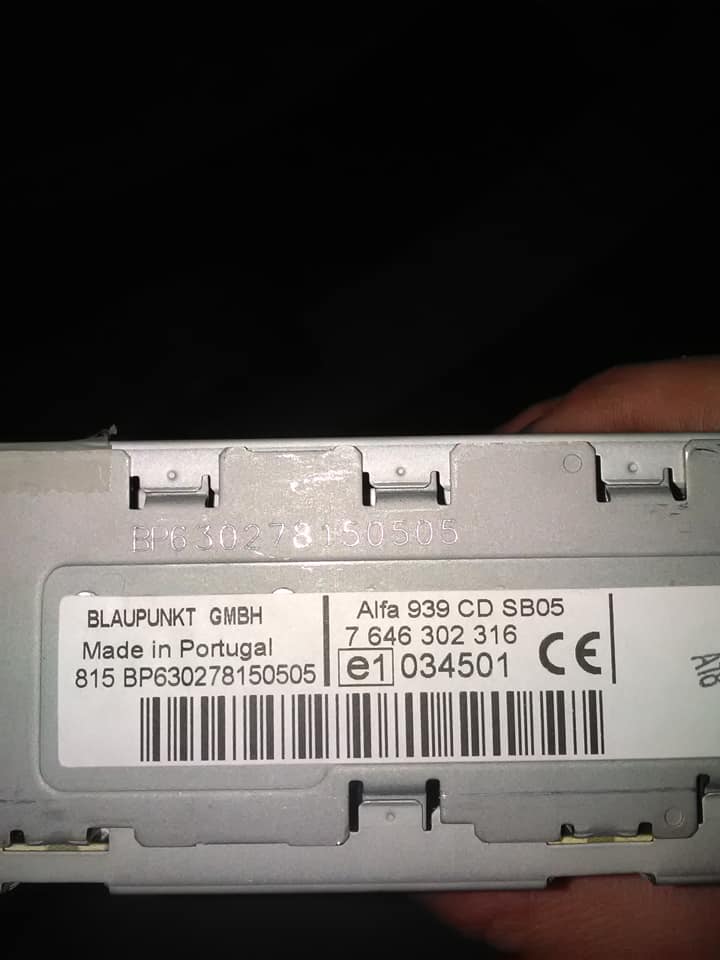 BP630278150505
BLAUPUNKT GMBH
Made in Portugal
815 BP630278150505
Alfa 939 CD SB05
7 646 302 316
e1 034501 CE